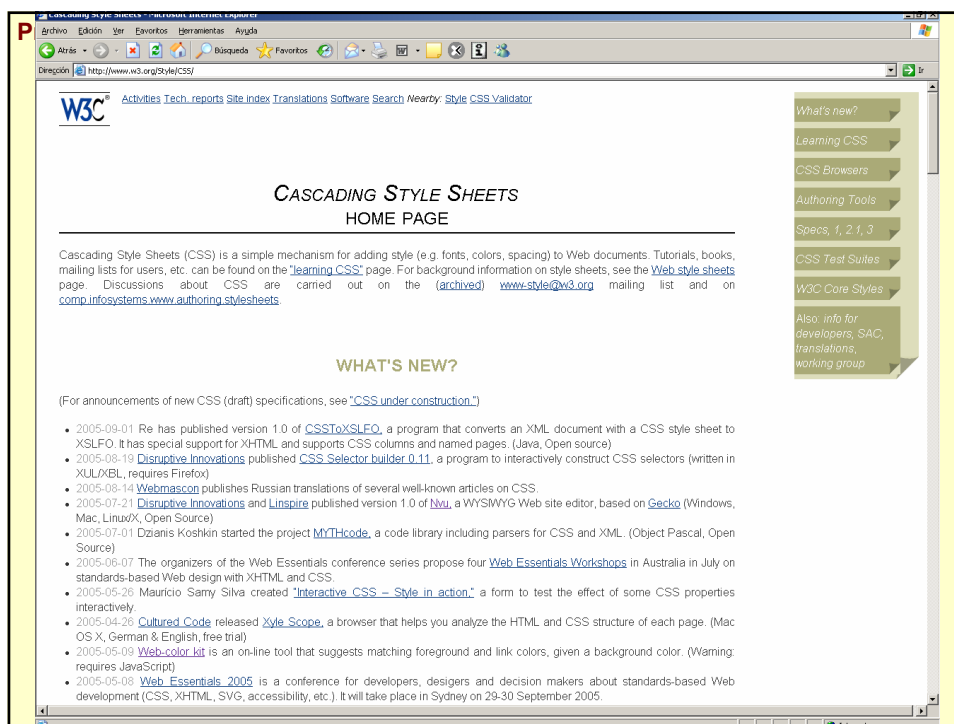 P
Cascading Style Sheets - Microsoft Internet Explorer
Archivo Edición Ver Favoritos Herramientas Ayuda
Atrás Búsqueda Favoritos
Dirección http://www.w3.org/Style/CSS/ Ir
W3C® Activities Tech. reports Site index Translations Software Search Nearby: Style CSS Validator
What's new?
Learning CSS
CSS Browsers
Authoring Tools
Specs, 1, 2.1, 3
CSS Test Suites
W3C Core Styles
Also: info for
developers, SAC,
translations,
working group
CASCADING STYLE SHEETS
HOME PAGE
Cascading Style Sheets (CSS) is a simple mechanism for adding style (e.g. fonts, colors, spacing) to Web documents. Tutorials, books,
mailing lists for users, etc. can be found on the "learning CSS" page. For background information on style sheets, see the Web style sheets
page. Discussions about CSS are carried out on the (archived) www-style@w3.org mailing list and on
comp.infosystems.www.authoring.stylesheets.
WHAT'S NEW?
(For announcements of new CSS (draft) specifications, see "CSS under construction.")
• 2005-09-01 Re has published version 1.0 of CSSToXSLFO, a program that converts an XML document with a CSS style sheet to
XSLFO. It has special support for XHTML and supports CSS columns and named pages. (Java, Open source)
• 2005-08-19 Disruptive Innovations published CSS Selector builder 0.11, a program to interactively construct CSS selectors (written in
XUL/XBL, requires Firefox)
• 2005-08-14 Webmascon publishes Russian translations of several well-known articles on CSS.
• 2005-07-21 Disruptive Innovations and Linspire published version 1.0 of Nvu, a WYSIWYG Web site editor, based on Gecko (Windows,
Mac, Linux/X, Open Source)
• 2005-07-01 Dzianis Koshkin started the project MYTHcode, a code library including parsers for CSS and XML. (Object Pascal, Open
Source)
• 2005-06-07 The organizers of the Web Essentials conference series propose four Web Essentials Workshops in Australia in July on
standards-based Web design with XHTML and CSS.
• 2005-05-26 Maurício Samy Silva created "Interactive CSS – Style in action," a form to test the effect of some CSS properties
interactively.
• 2005-04-26 Cultured Code released Xyle Scope, a browser that helps you analyze the HTML and CSS structure of each page. (Mac
OS X, German & English, free trial)
• 2005-05-09 Web-color kit is an on-line tool that suggests matching foreground and link colors, given a background color. (Warning:
requires JavaScript)
• 2005-05-08 Web Essentials 2005 is a conference for developers, desigers and decision makers about standards-based Web
development (CSS, XHTML, SVG, accessibility, etc.). It will take place in Sydney on 29-30 September 2005.